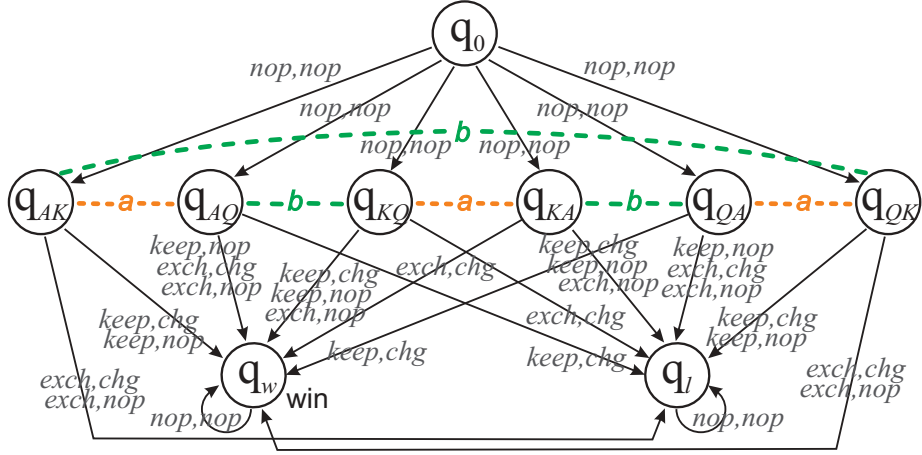 q0
nop,nop
nop,nop
nop,nop
nop,nop
b
nop,nop
nop,nop
qAK
a
qAQ
b
qKQ
a
qKA
b
qQA
a
qQK
keep,nop
exch,chg
exch,nop
keep,chg
keep,nop
exch,nop
exch,chg
keep,chg
keep,nop
exch,nop
keep,nop
exch,chg
exch,nop
keep,chg
keep,nop
exch,chg
keep,chg
keep,nop
keep,chg
keep,chg
exch,chg
exch,nop
qw
win
ql
exch,chg
exch,nop
nop,nop
nop,nop